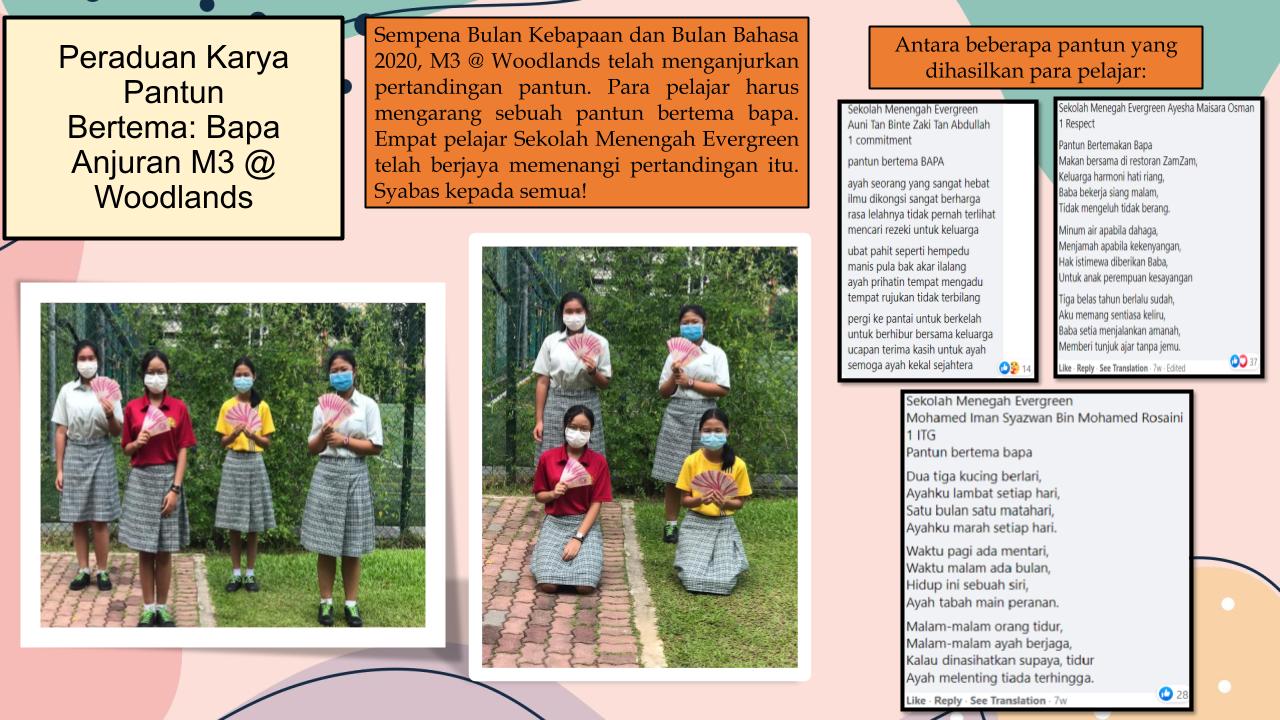 Peraduan Karya
Pantun
Bertema: Bapa
Anjuran M3 @
Woodlands
Sempena Bulan Kebapaan dan Bulan Bahasa
2020, M3 @ Woodlands telah menganjurkan
pertandingan pantun. Para pelajar harus
mengarang sebuah pantun bertema bapa.
Empat pelajar Sekolah Menengah Evergreen
telah berjaya memenangi pertandingan itu.
Syabas kepada semua!
Antara beberapa pantun yang
dihasilkan para pelajar:
Sekolah Menengah Evergreen
Auni Tan Binte Zaki Tan Abdullah
1 commitment
pantun bertema BAPA
ayah seorang yang sangat hebat
ilmu dikongsi sangat berharga
rasa lelahnya tidak pernah terlihat
mencari rezeki untuk keluarga
ubat pahit seperti hempedu
manis pula bak akar ilalang
ayah prihatin tempat mengadu
tempat rujukan tidak terbilang
pergi ke pantai untuk berkelah
untuk berhibur bersama keluarga
ucapan terima kasih untuk ayah
semoga ayah kekal sejahtera
14
Sekolah Menegah Evergreen Ayesha Maisara Osman
1 Respect
Pantun Bertemakan Bapa
Makan bersama di restoran ZamZam,
Keluarga harmoni hati riang,
Baba bekerja siang malam,
Tidak mengeluh tidak berang.
Minum air apabila dahaga,
Menjamah apabila kekenyangan,
Hak istimewa diberikan Baba,
Untuk anak perempuan kesayangan
Tiga belas tahun berlalu sudah,
Aku memang sentiasa keliru,
Baba setia menjalankan amanah,
Memberi tunjuk ajar tanpa jemu.
37
Like · Reply · See Translation · 7w · Edited
Sekolah Menegah Evergreen
Mohamed Iman Syazwan Bin Mohamed Rosaini
1 ITG
Pantun bertema bapa
Dua tiga kucing berlari,
Ayahku lambat setiap hari,
Satu bulan satu matahari,
Ayahku marah setiap hari.
Waktu pagi ada mentari,
Waktu malam ada bulan,
Hidup ini sebuah siri,
Ayah tabah main peranan.
Malam-malam orang tidur,
Malam-malam ayah berjaga,
Kalau dinasihatkan supaya, tidur
Ayah melenting tiada terhingga.
28
Like · Reply · See Translation · 7w